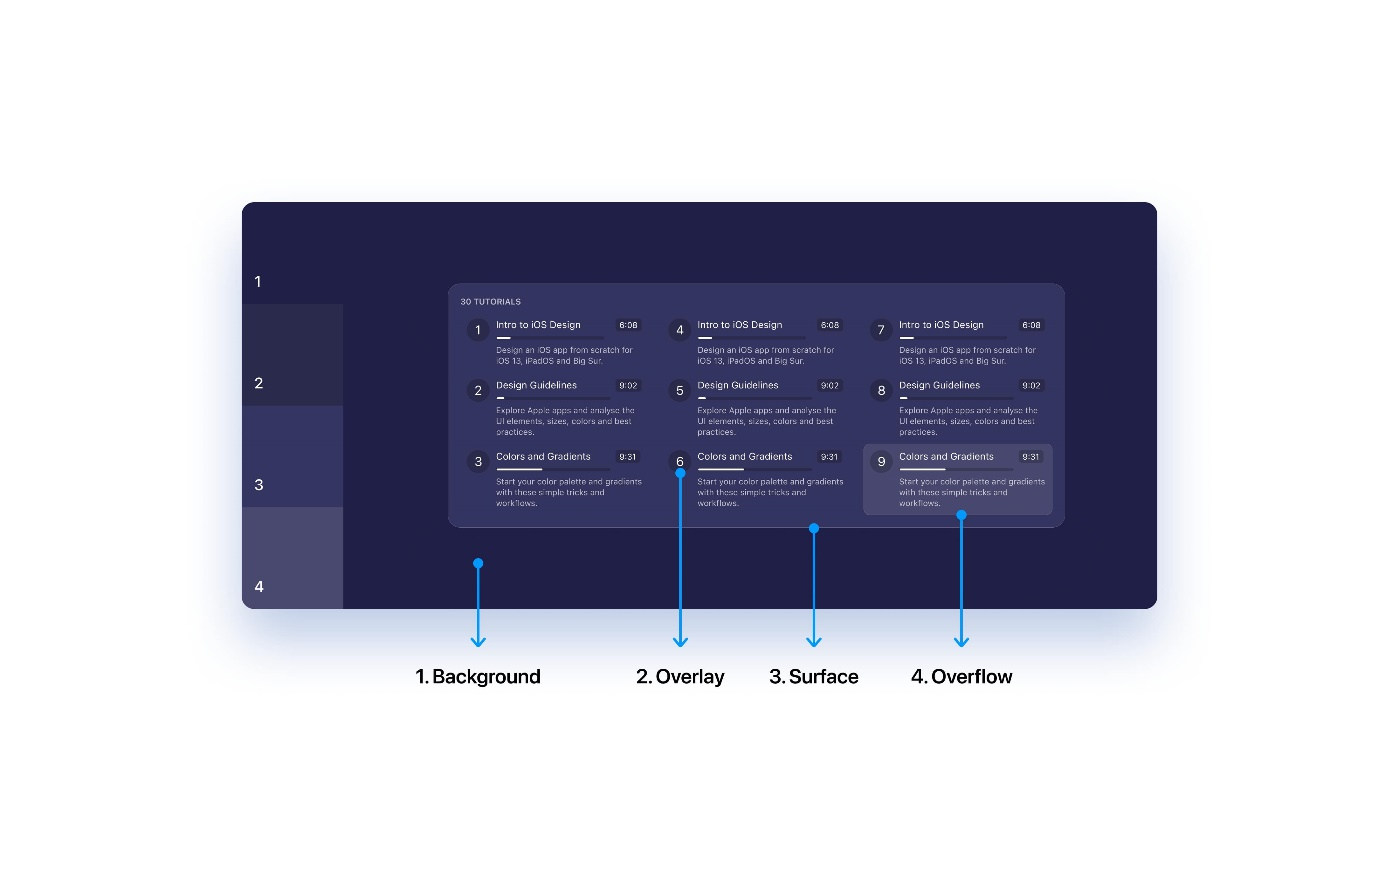 1
2
3
4
30 TUTORIALS
1 Intro to iOS Design 6:08
Design an iOS app from scratch for
iOS 13, iPadOS and Big Sur.
2 Design Guidelines 9:02
Explore Apple apps and analyse the
UI elements, sizes, colors and best
practices.
3 Colors and Gradients 9:31
Start your color palette and gradients
with these simple tricks and
workflows.
4 Intro to iOS Design 6:08
Design an iOS app from scratch for
iOS 13, iPadOS and Big Sur.
5 Design Guidelines 9:02
Explore Apple apps and analyse the
UI elements, sizes, colors and best
practices.
6 Colors and Gradients 9:31
Start your color palette and gradients
with these simple tricks and
workflows.
7 Intro to iOS Design 6:08
Design an iOS app from scratch for
iOS 13, iPadOS and Big Sur.
8 Design Guidelines 9:02
Explore Apple apps and analyse the
UI elements, sizes, colors and best
practices.
9 Colors and Gradients 9:31
Start your color palette and gradients
with these simple tricks and
workflows.
1. Background
2. Overlay
3. Surface
4. Overflow